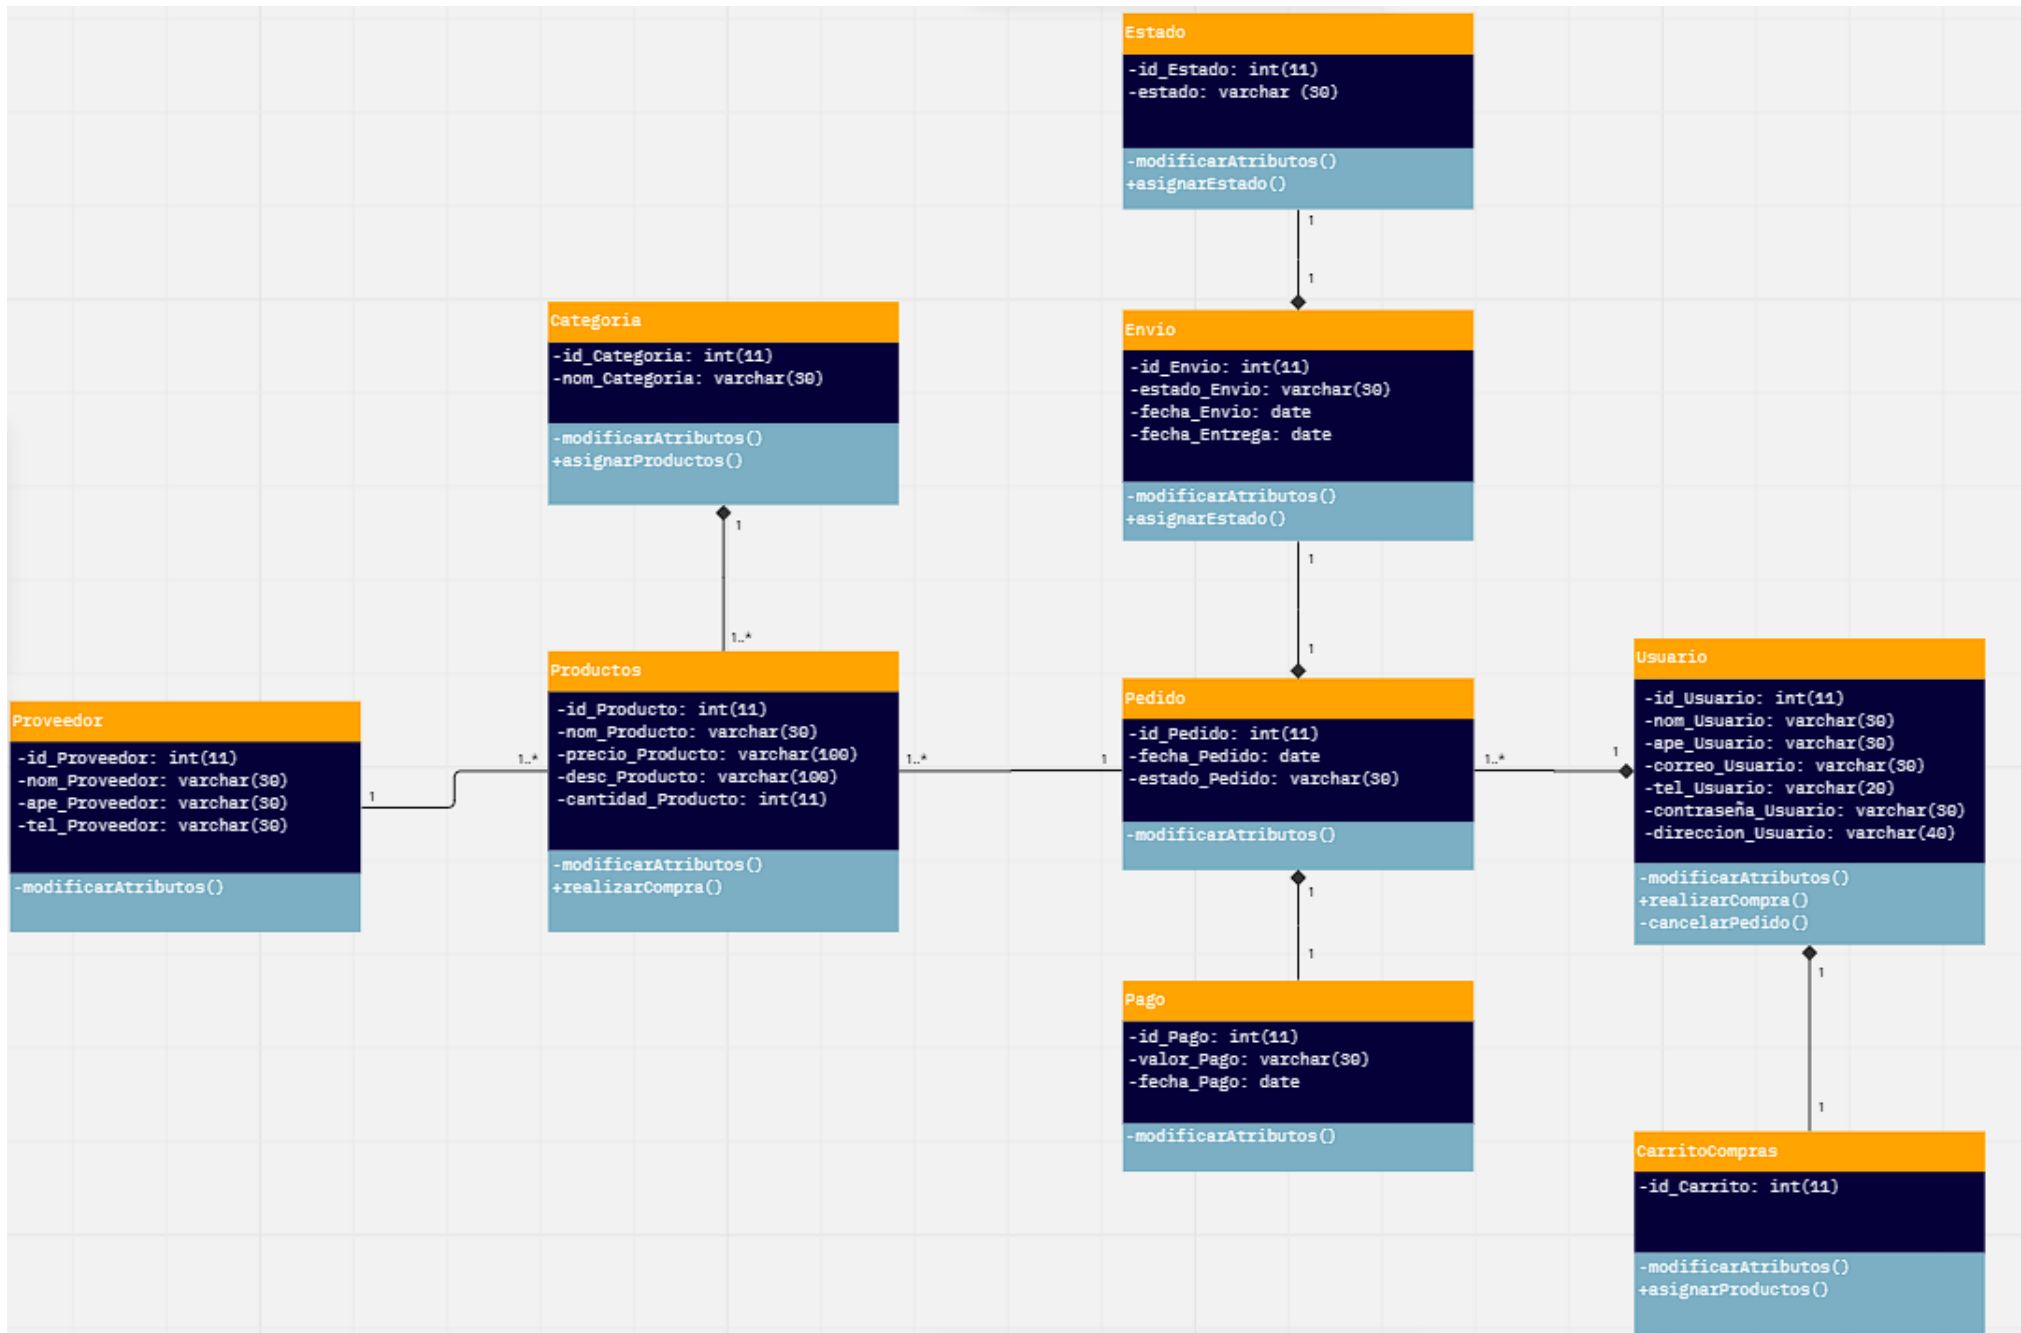 Estado
-id_Estado: int(11)
-estado: varchar (30)
-modificarAtributos()
+asignarEstado()
1
1
Categoria
-id_Categoria: int(11)
-nom_Categoria: varchar(30)
-modificarAtributos()
+asignarProductos()
1
1..*
Envio
-id_Envio: int(11)
-estado_Envio: varchar(30)
-fecha_Envio: date
-fecha_Entrega: date
-modificarAtributos()
+asignarEstado()
1
1
Proveedor
-id_Proveedor: int(11)
-nom_Proveedor: varchar(30)
-ape_Proveedor: varchar(30)
-tel_Proveedor: varchar(30)
-modificarAtributos()
1
1..*
Productos
-id_Producto: int(11)
-nom_Producto: varchar(30)
-precio_Producto: varchar(100)
-desc_Producto: varchar(100)
-cantidad_Producto: int(11)
-modificarAtributos()
+realizarCompra()
1..*
1
Pedido
-id_Pedido: int(11)
-fecha_Pedido: date
-estado_Pedido: varchar(30)
-modificarAtributos()
1..*
1
Usuario
-id_Usuario: int(11)
-nom_Usuario: varchar(30)
-ape_Usuario: varchar(30)
-correo_Usuario: varchar(30)
-tel_Usuario: varchar(20)
-contraseña_Usuario: varchar(30)
-direccion_Usuario: varchar(40)
-modificarAtributos()
+realizarCompra()
-cancelarPedido()
1
1
Pago
-id_Pago: int(11)
-valor_Pago: varchar(30)
-fecha_Pago: date
-modificarAtributos()
1
1
CarritoCompras
-id_Carrito: int(11)
-modificarAtributos()
+asignarProductos()